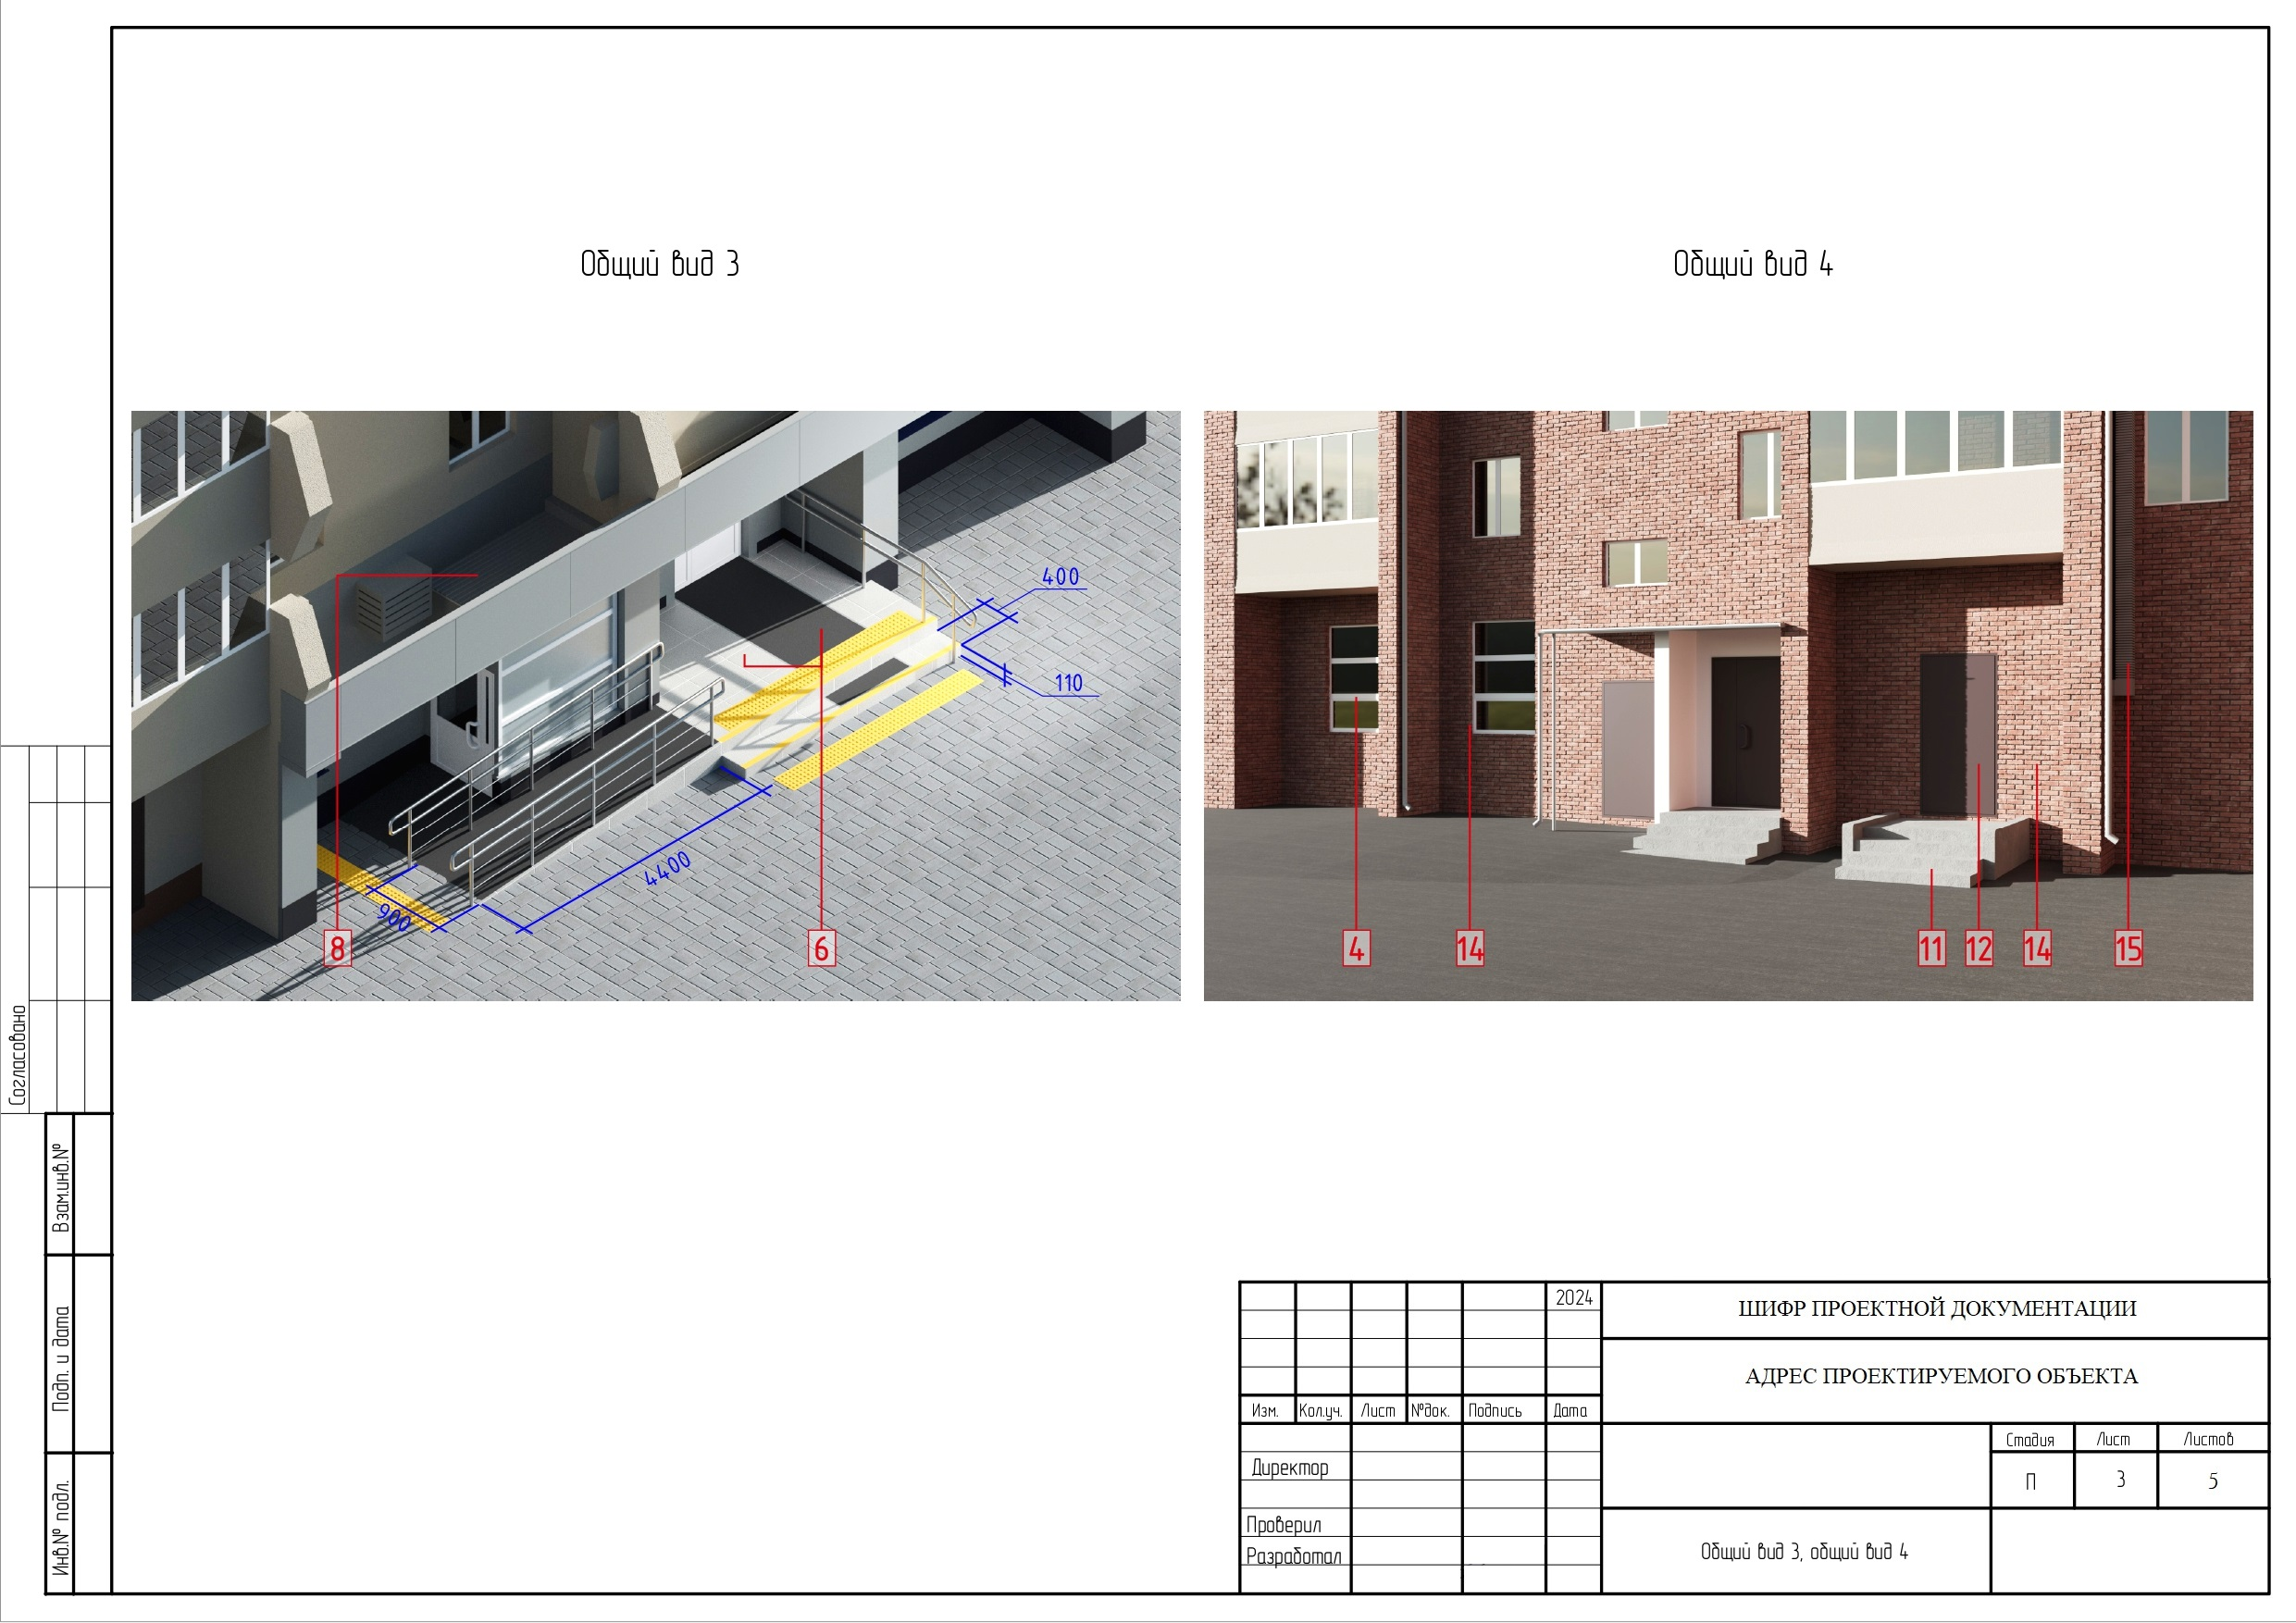 Общий вид 3
Общий вид 4
400
110
4400
900
8
6
4
14
11
12
14
15
Согласовано
Взам.инв.№
Подп. и дата
Инв.№ подл.
2024
ШИФР ПРОЕКТНОЙ ДОКУМЕНТАЦИИ
АДРЕС ПРОЕКТИРУЕМОГО ОБЪЕКТА
Изм. Кол.уч. Лист №док. Подпись Дата
Стадия Лист Листов
Директор
П 3 5
Проверил
Разработал
Общий вид 3, общий вид 4